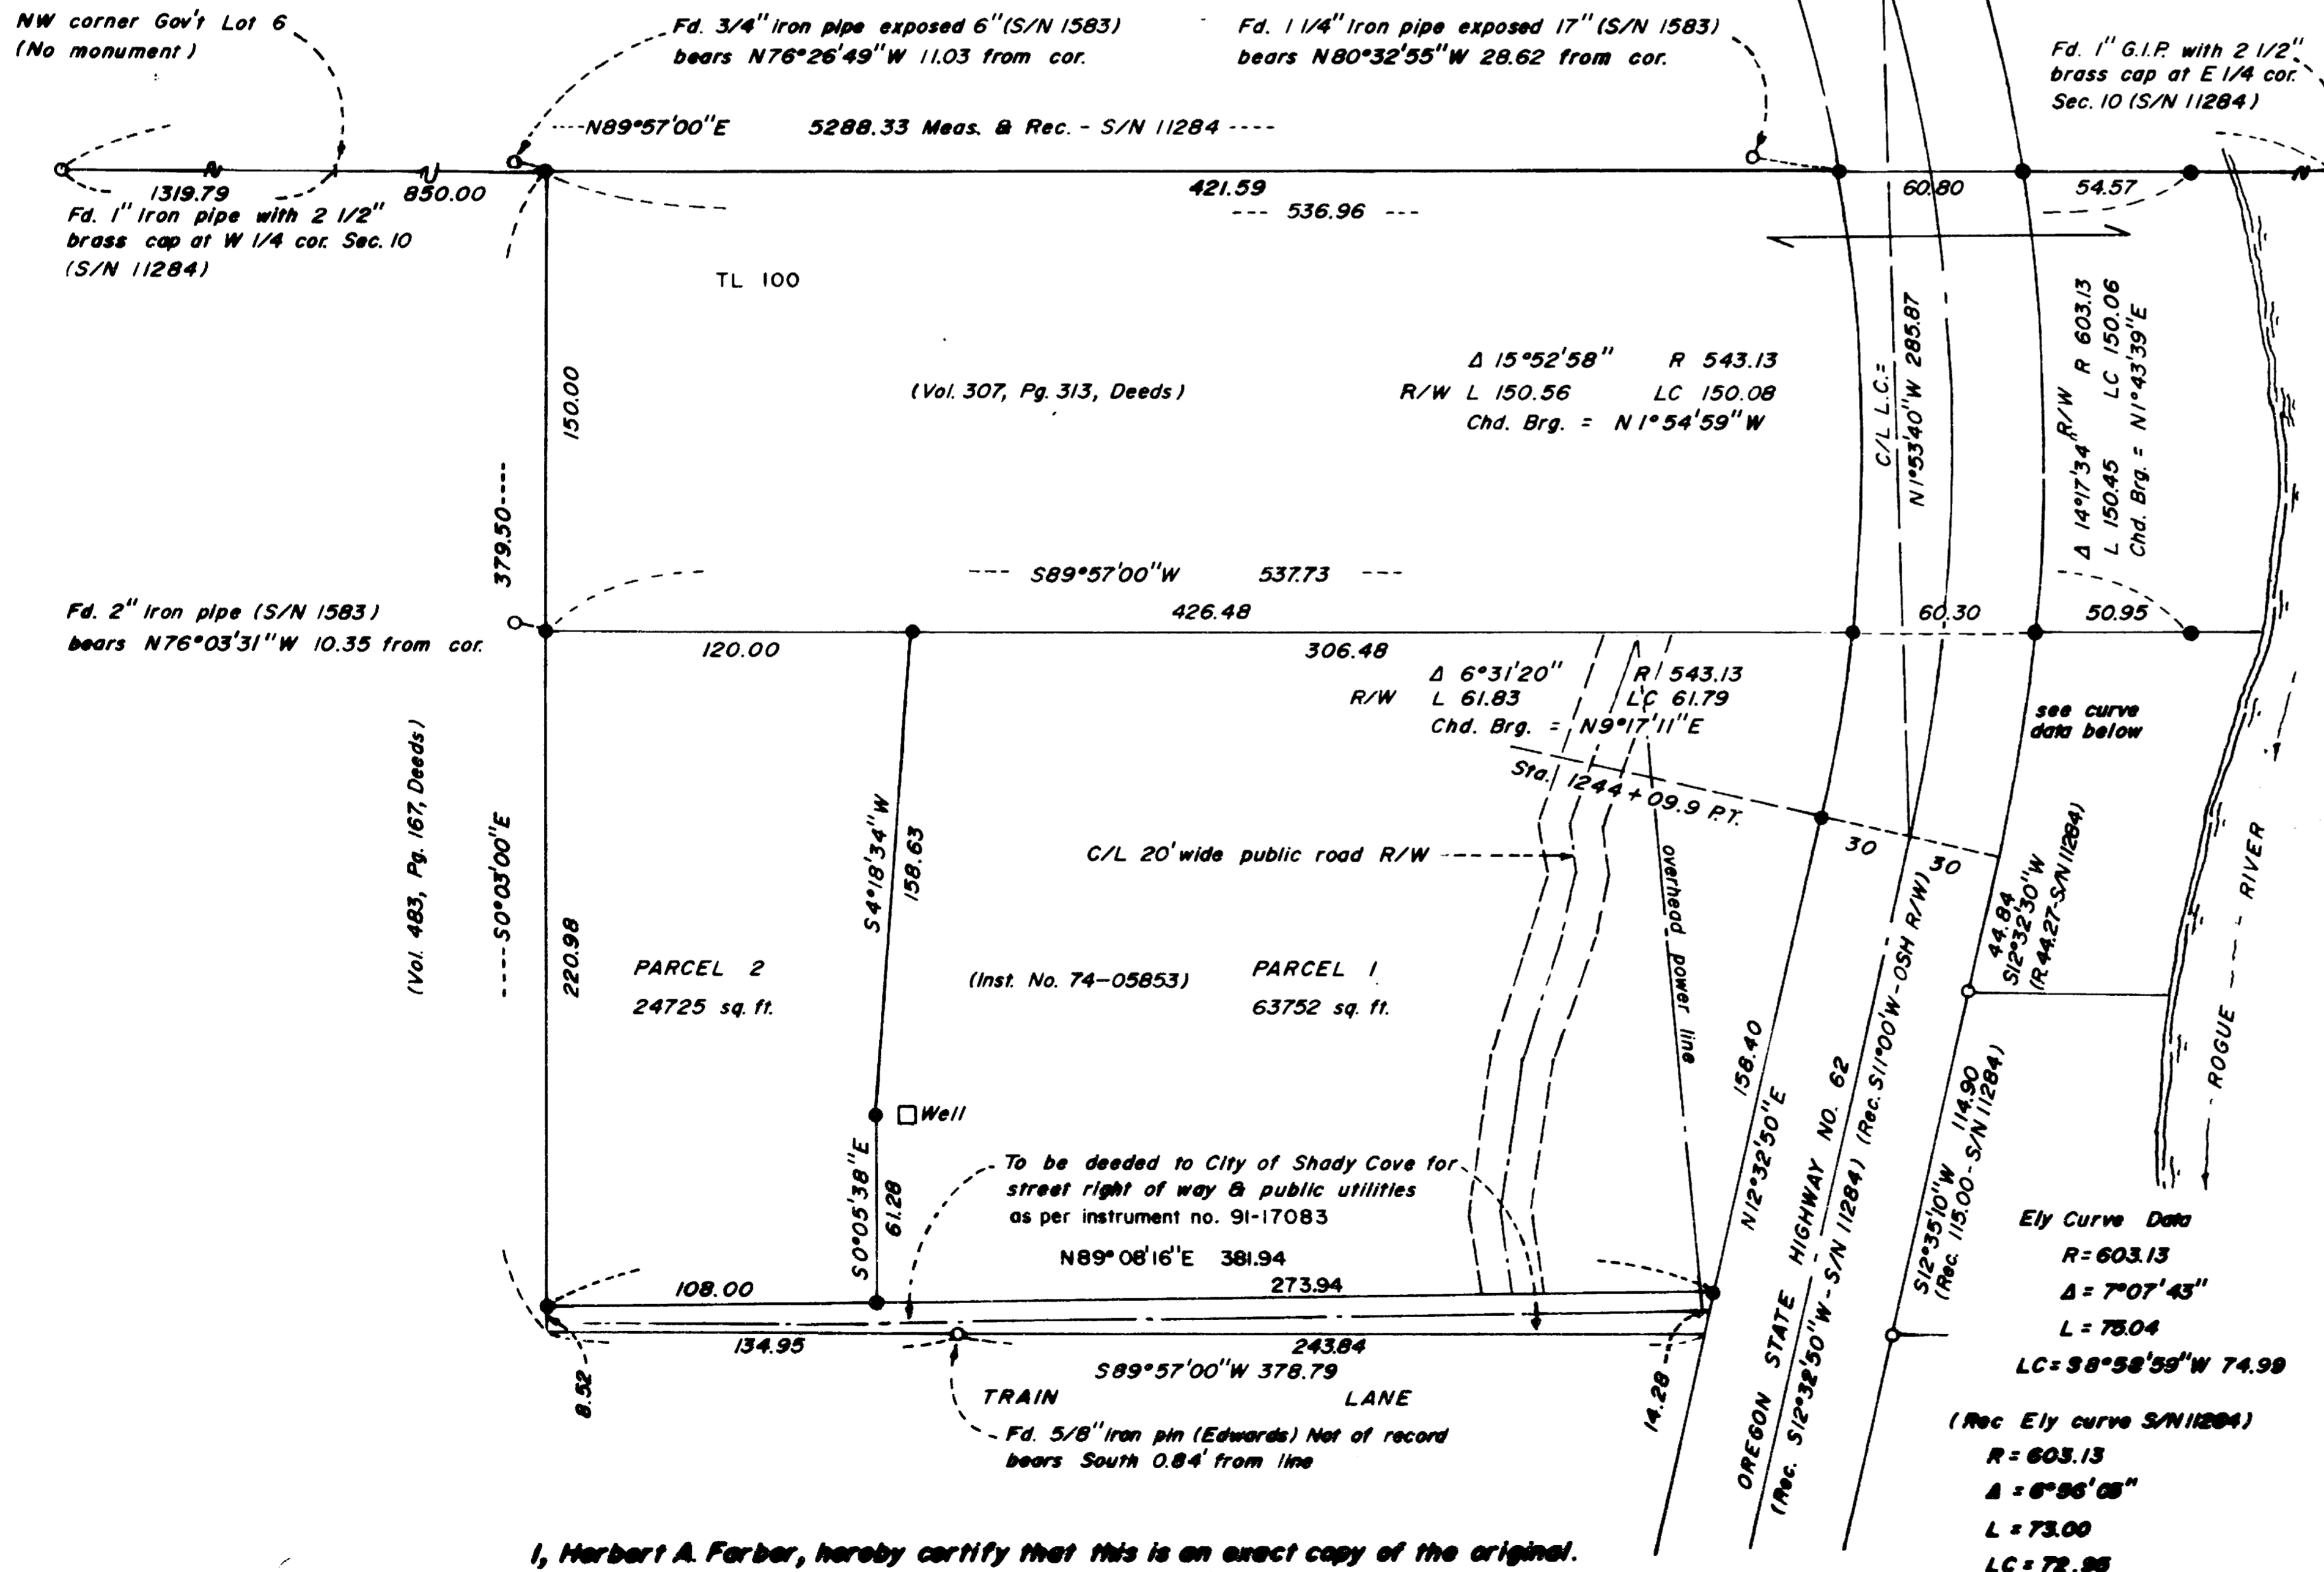 NW corner Gov't Lot 6
(No monument)
Fd. 3/4" iron pipe exposed 6" (S/N 1583)
bears N76°26'49"W 11.03 from cor.
Fd. 1 1/4" iron pipe exposed 17" (S/N 1583)
bears N80°32'55"W 28.62 from cor.
Fd. 1" G.I.P. with 2 1/2"
brass cap at E 1/4 cor.
Sec. 10 (S/N 11284)
----N89°57'00"E 5288.33 Meas. & Rec. - S/N 11284 ----
1319.79
850.00
421.59
60.80
54.57
--- 536.96 ---
Fd. 1" iron pipe with 2 1/2"
brass cap at W 1/4 cor. Sec. 10
(S/N 11284)
TL 100
150.00
(Vol. 307, Pg. 313, Deeds)
Δ 15°52'58" R 543.13
R/W L 150.56 LC 150.08
Chd. Brg. = N 1°54'59"W
C/L L.C.=
N1°53'40"W 285.87
R/W
Δ 14°17'34" R 603.13
L 150.45 LC 150.06
Chd. Brg. = N1°43'39"E
379.50----
--- S89°57'00"W 537.73 ---
426.48
60.30
50.95
Fd. 2" iron pipe (S/N 1583)
bears N76°03'31"W 10.35 from cor.
120.00
306.48
Δ 6°31'20" R 543.13
R/W L 61.83 LC 61.79
Chd. Brg. = N9°17'11"E
see curve
data below
Sta. 1244+09.9 P.T.
30
30
(Vol. 483, Pg. 167, Deeds)
----S0°03'00"E
220.98
S4°18'34"W
158.63
C/L 20' wide public road R/W
overhead power line
44.84
S12°32'30"W
(R.44.27-S/N 11284)
ROGUE --- RIVER
PARCEL 2
24725 sq. ft.
(Inst. No. 74-05853)
PARCEL 1
63752 sq. ft.
158.40
N12°32'50"E
Well
S0°05'38"E
61.28
To be deeded to City of Shady Cove for
street right of way & public utilities
as per instrument no. 91-17083
N89°08'16"E 381.94
108.00
273.94
OREGON STATE HIGHWAY NO. 62
(Rec. S12°32'50"W-S/N 11284) (Rec. S11°00'W-OSH R/W)
S12°35'10"W 114.90
(Rec. 115.00-S/N 11284)
134.95
243.84
S89°57'00"W 378.79
8.52
14.28
TRAIN LANE
Fd. 5/8" iron pin (Edwards) Not of record
bears South 0.84' from line
Ely Curve Data
R=603.13
Δ= 7°07'43"
L = 75.04
LC= S8°58'59"W 74.99
(Rec Ely curve S/N 11284)
R = 603.13
Δ = 6°56'05"
L = 73.00
LC = 72.95
I, Herbert A. Farber, hereby certify that this is an exact copy of the original.